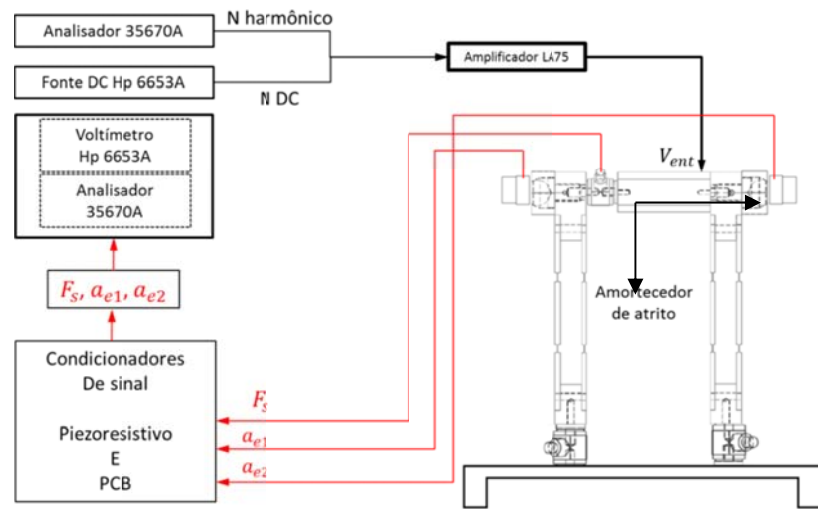 N harmônico
Analisador 35670A
Fonte DC Hp 6653A
N DC
Amplificador LA75
Voltímetro
Hp 6653A
Analisador
35670A
V_ent
F_s, a_e1, a_e2
Amortecedor
de atrito
Condicionadores
De sinal
Piezoresistivo
E
PCB
F_s
a_e1
a_e2